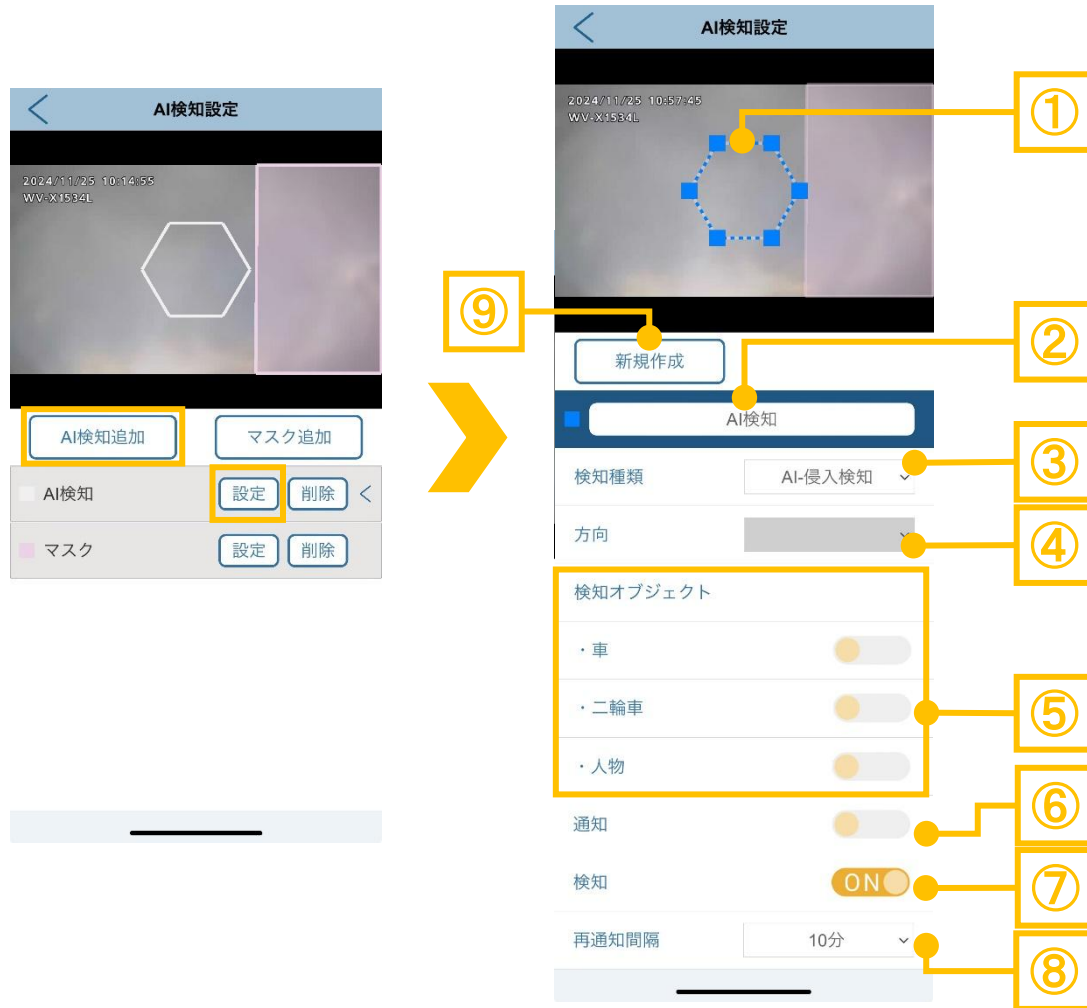 AI検知設定
2024/11/25 10:14:55
WV-X1534L
AI検知追加
マスク追加
AI検知
設定
削除
マスク
設定
削除
AI検知設定
2024/11/25 10:57:45
WV-X1534L
新規作成
AI検知
検知種類
AI-侵入検知
方向
検知オブジェクト
・車
・二輪車
・人物
通知
検知
ON
再通知間隔
10分
①
②
③
④
⑤
⑥
⑦
⑧
⑨